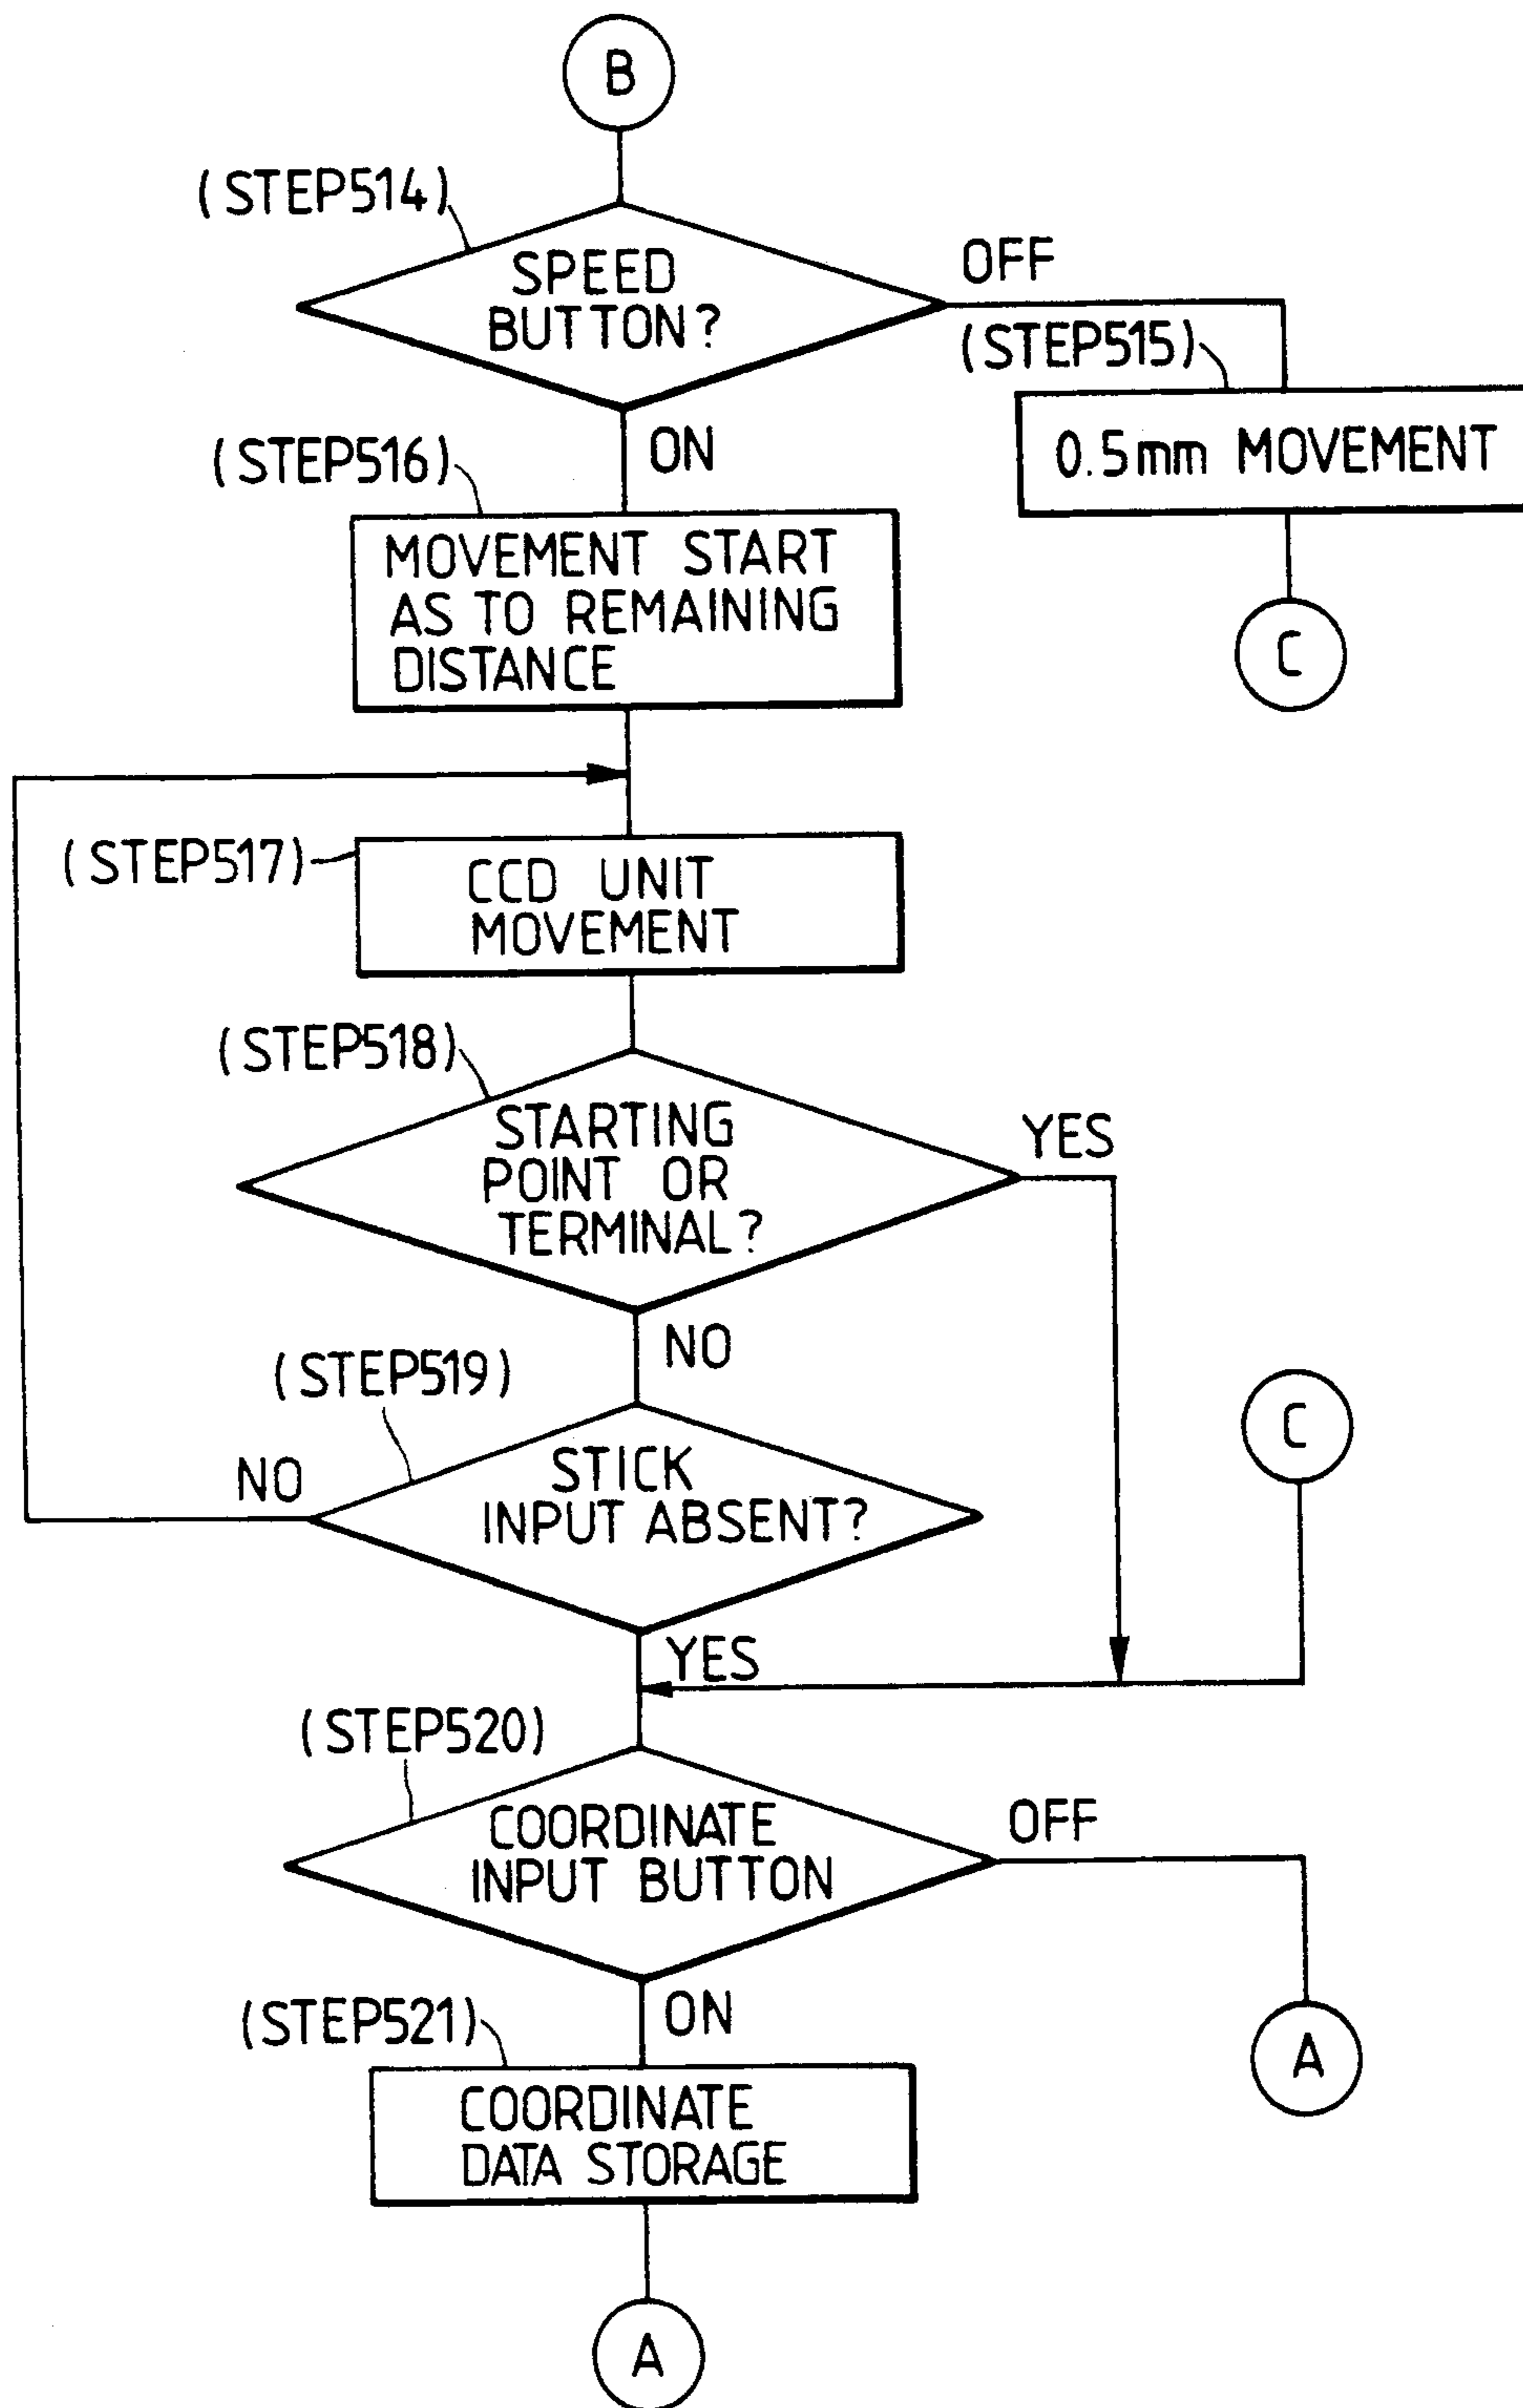 B
(STEP514)
SPEED
BUTTON?
OFF
(STEP515)
0.5mm MOVEMENT
C
ON
(STEP516)
MOVEMENT START
AS TO REMAINING
DISTANCE
(STEP517)
CCD UNIT
MOVEMENT
(STEP518)
STARTING
POINT OR
TERMINAL?
YES
NO
(STEP519)
STICK
INPUT ABSENT?
NO
C
YES
(STEP520)
COORDINATE
INPUT BUTTON
OFF
A
ON
(STEP521)
COORDINATE
DATA STORAGE
A